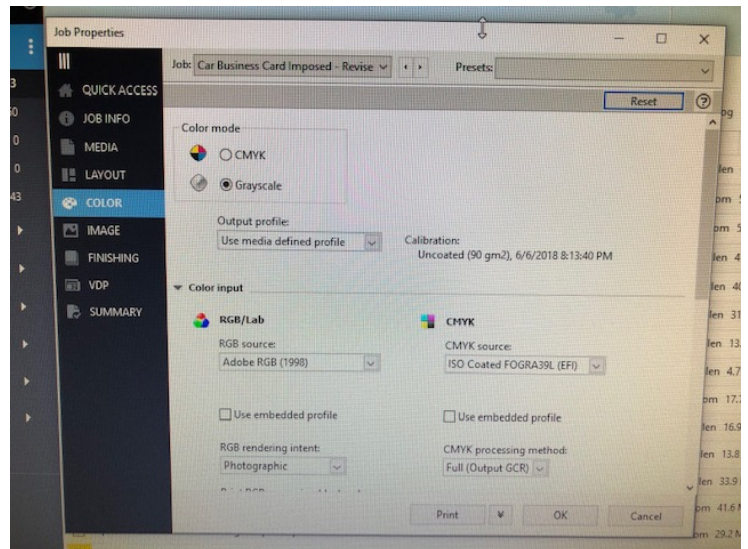 Job Properties
Job: Car Business Card Imposed - Revise
Presets:
Reset
QUICK ACCESS
JOB INFO
MEDIA
LAYOUT
COLOR
IMAGE
FINISHING
VDP
SUMMARY
Color mode
CMYK
Grayscale
Output profile:
Use media defined profile
Calibration:
Uncoated (90 gm2), 6/6/2018 8:13:40 PM
Color input
RGB/Lab
CMYK
RGB source:
CMYK source:
Adobe RGB (1998)
ISO Coated FOGRA39L (EFI)
Use embedded profile
Use embedded profile
RGB rendering intent:
CMYK processing method:
Photographic
Full (Output GCR)
Print
OK
Cancel